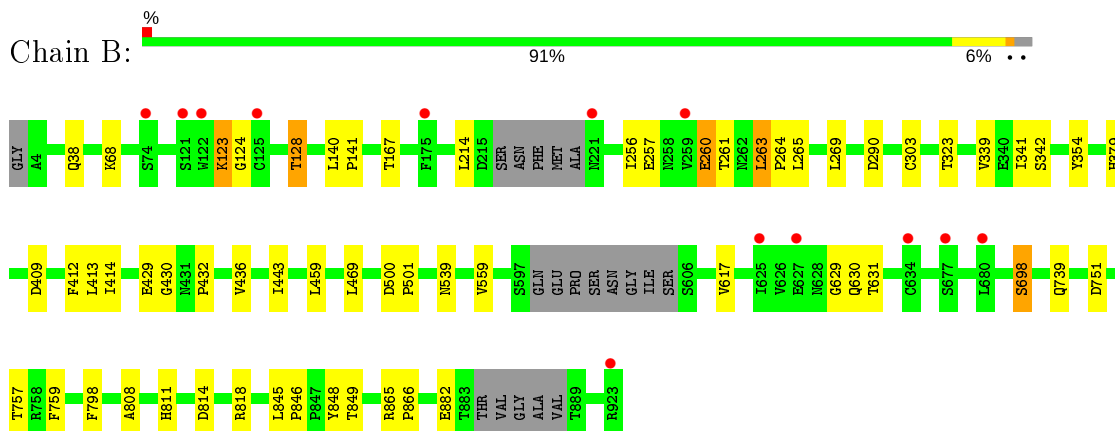 %
Chain B:
91% 6% • •
GLY A4 Q38 K68 S74 S121 W122 K123 G124 C125 T128 L140 P141 T167 F175 L214 D215 SER ASN PHE MET ALA N221 I256 E257 N258 V259 E260 T261 N262 L263 P264 L265 L269 D290 C303 T323 V339 E340 I341 S342 Y354
D409 F412 L413 I414 E429 G430 N431 P432 V436 I443 L459 L469 D500 P501 N539 V559 S597 GLN GLU PRO SER ASN GLY ILE SER S606 V617 I625 V626 E627 N628 G629 Q630 T631 C634 S677 L680 S698 Q739 D751
T757 R758 F759 F798 A808 H811 D814 R818 L845 P846 P847 Y848 T849 R865 P866 E882 T883 THR VAL GLY ALA VAL T889 R923